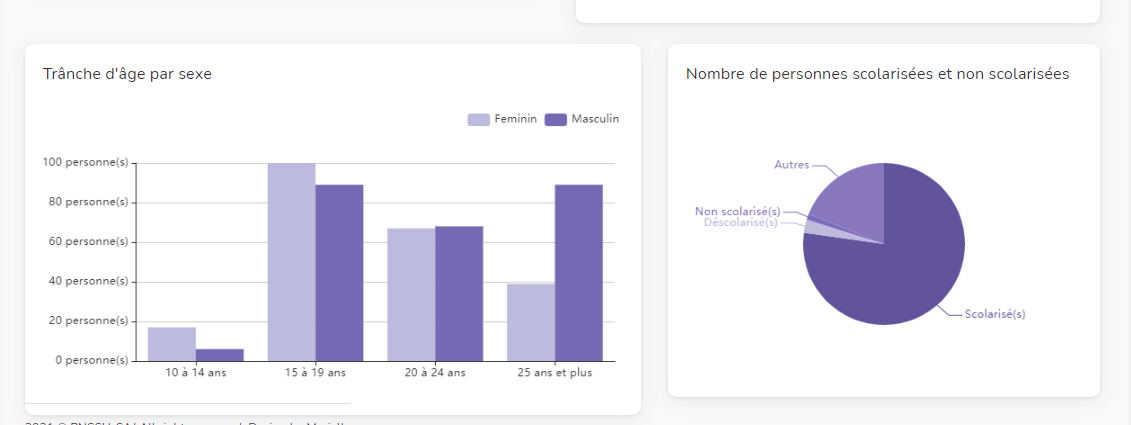 Trânche d'âge par sexe
Feminin Masculin
100 personne(s)
80 personne(s)
60 personne(s)
40 personne(s)
20 personne(s)
0 personne(s)
10 à 14 ans 15 à 19 ans 20 à 24 ans 25 ans et plus
Nombre de personnes scolarisées et non scolarisées
Autres
Non scolarisé(s)
Déscolarisé(s)
Scolarisé(s)